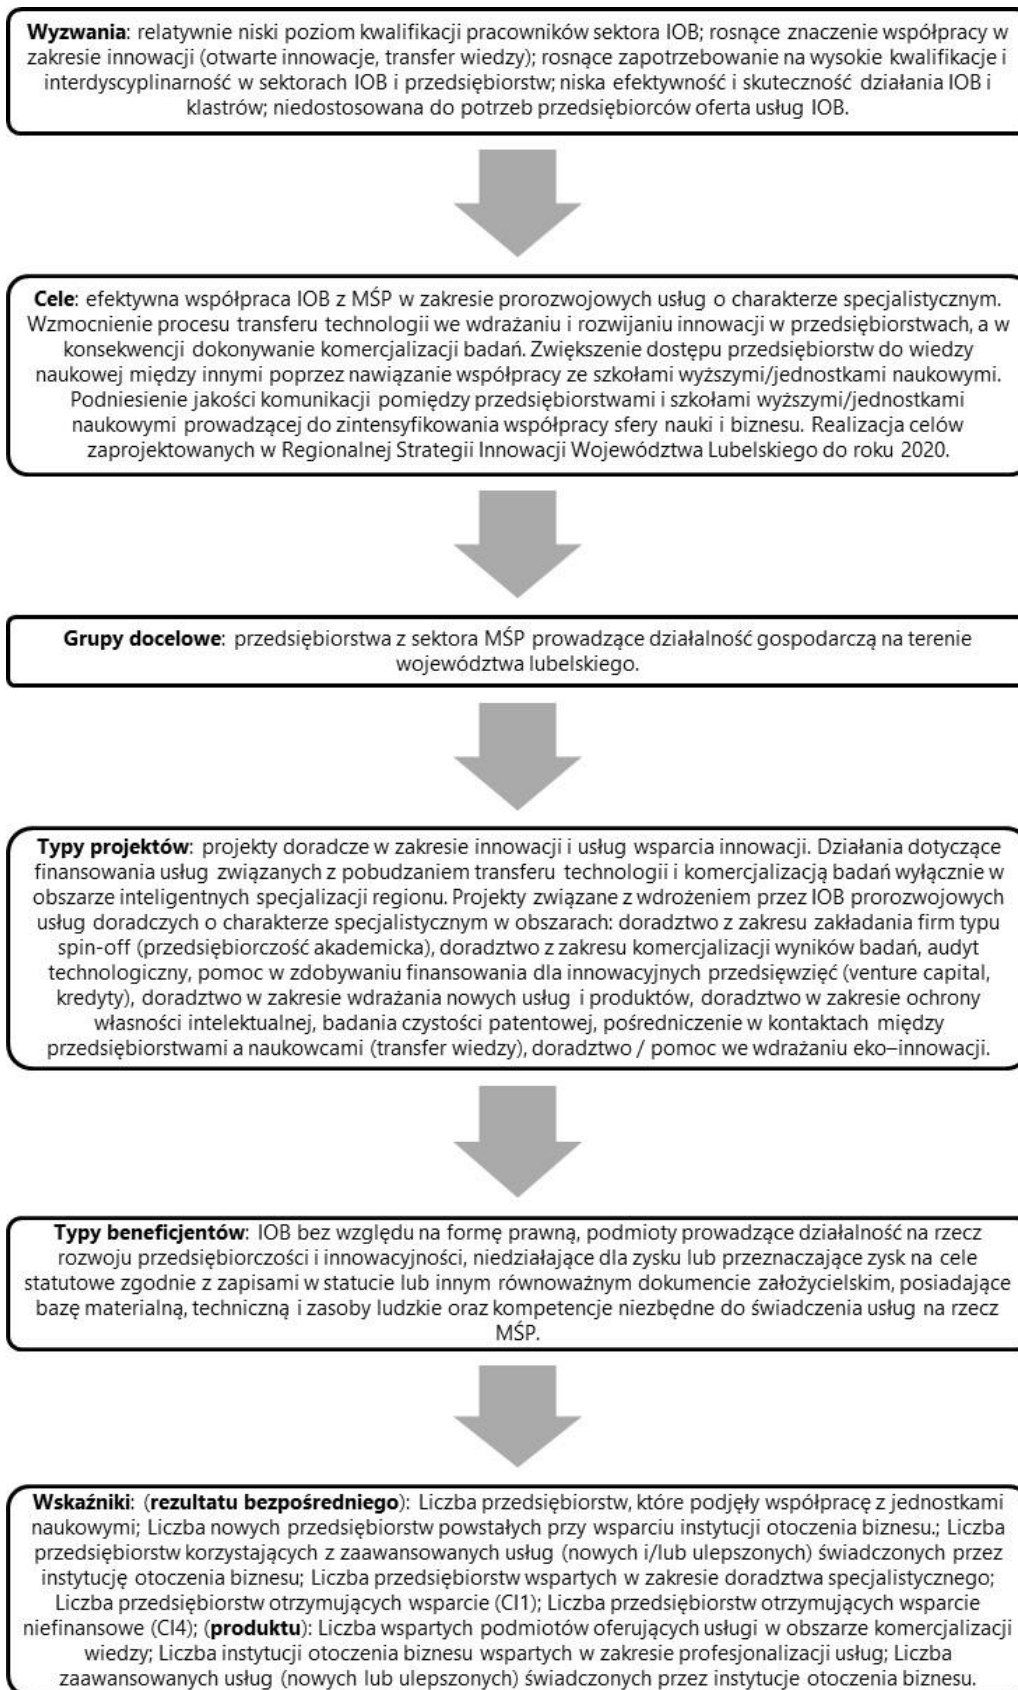 Wyzwania: relatywnie niski poziom kwalifikacji pracowników sektora IOB; rosnące znaczenie współpracy w
zakresie innowacji (otwarte innowacje, transfer wiedzy); rosnące zapotrzebowanie na wysokie kwalifikacje i
interdyscyplinarność w sektorach IOB i przedsiębiorstw; niska efektywność i skuteczność działania IOB i
klastrów; niedostosowana do potrzeb przedsiębiorców oferta usług IOB.
Cele: efektywna współpraca IOB z MŚP w zakresie prorozwojowych usług o charakterze specjalistycznym.
Wzmocnienie procesu transferu technologii we wdrażaniu i rozwijaniu innowacji w przedsiębiorstwach, a w
konsekwencji dokonywanie komercjalizacji badań. Zwiększenie dostępu przedsiębiorstw do wiedzy
naukowej między innymi poprzez nawiązanie współpracy ze szkołami wyższymi/jednostkami naukowymi.
Podniesienie jakości komunikacji pomiędzy przedsiębiorstwami i szkołami wyższymi/jednostkami
naukowymi prowadzącej do zintensyfikowania współpracy sfery nauki i biznesu. Realizacja celów
zaprojektowanych w Regionalnej Strategii Innowacji Województwa Lubelskiego do roku 2020.
Grupy docelowe: przedsiębiorstwa z sektora MŚP prowadzące działalność gospodarczą na terenie
województwa lubelskiego.
Typy projektów: projekty doradcze w zakresie innowacji i usług wsparcia innowacji. Działania dotyczące
finansowania usług związanych z pobudzaniem transferu technologii i komercjalizacją badań wyłącznie w
obszarze inteligentnych specjalizacji regionu. Projekty związane z wdrożeniem przez IOB prorozwojowych
usług doradczych o charakterze specjalistycznym w obszarach: doradztwo z zakresu zakładania firm typu
spin-off (przedsiębiorczość akademicka), doradztwo z zakresu komercjalizacji wyników badań, audyt
technologiczny, pomoc w zdobywaniu finansowania dla innowacyjnych przedsięwzięć (venture capital,
kredyty), doradztwo w zakresie wdrażania nowych usług i produktów, doradztwo w zakresie ochrony
własności intelektualnej, badania czystości patentowej, pośredniczenie w kontaktach między
przedsiębiorstwami a naukowcami (transfer wiedzy), doradztwo / pomoc we wdrażaniu eko–innowacji.
Typy beneficjentów: IOB bez względu na formę prawną, podmioty prowadzące działalność na rzecz
rozwoju przedsiębiorczości i innowacyjności, niedziałające dla zysku lub przeznaczające zysk na cele
statutowe zgodnie z zapisami w statucie lub innym równoważnym dokumencie założycielskim, posiadające
bazę materialną, techniczną i zasoby ludzkie oraz kompetencje niezbędne do świadczenia usług na rzecz
MŚP.
Wskaźniki: (rezultatu bezpośredniego): Liczba przedsiębiorstw, które podjęły współpracę z jednostkami
naukowymi; Liczba nowych przedsiębiorstw powstałych przy wsparciu instytucji otoczenia biznesu.; Liczba
przedsiębiorstw korzystających z zaawansowanych usług (nowych i/lub ulepszonych) świadczonych przez
instytucję otoczenia biznesu; Liczba przedsiębiorstw wspartych w zakresie doradztwa specjalistycznego;
Liczba przedsiębiorstw otrzymujących wsparcie (CI1); Liczba przedsiębiorstw otrzymujących wsparcie
niefinansowe (CI4); (produktu): Liczba wspartych podmiotów oferujących usługi w obszarze komercjalizacji
wiedzy; Liczba instytucji otoczenia biznesu wspartych w zakresie profesjonalizacji usług; Liczba
zaawansowanych usług (nowych lub ulepszonych) świadczonych przez instytucje otoczenia biznesu.